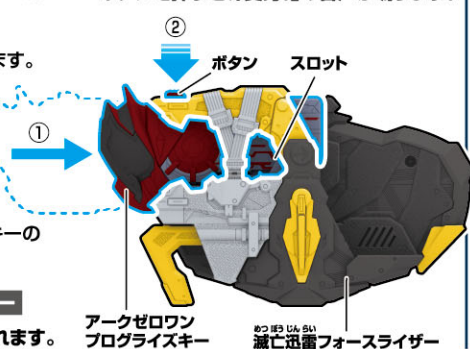 ②
ます。
ボタン
スロット
①
キーの
ー
れます。
アークゼロワン
プログライズキー
めつ ぼう じん らい
滅亡迅雷フォースライザー